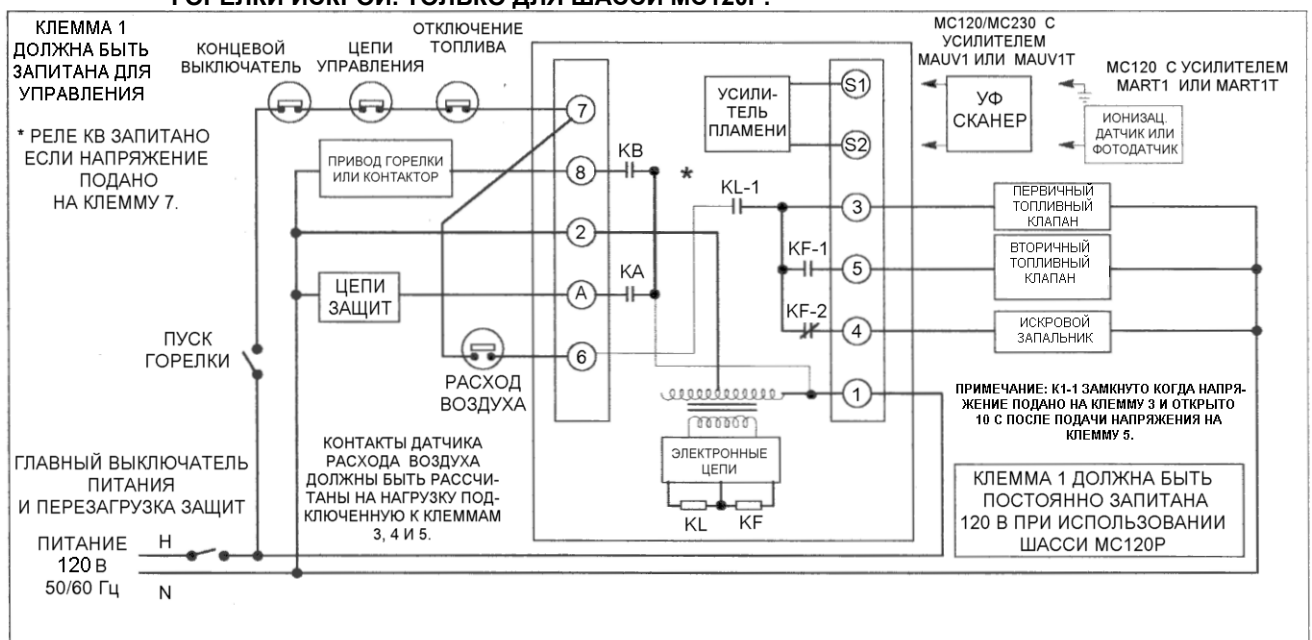 ГОРЕЛКИ ИСКРОЙ. ТОЛЬКО ДЛЯ ШАССИ MC120P.
КЛЕММА 1
ДОЛЖНА БЫТЬ
ЗАПИТАНА ДЛЯ
УПРАВЛЕНИЯ
* РЕЛЕ KB ЗАПИТАНО
ЕСЛИ НАПРЯЖЕНИЕ
ПОДАНО
НА КЛЕММУ 7.
КОНЦЕВОЙ
ВЫКЛЮЧАТЕЛЬ
ЦЕПИ
УПРАВЛЕНИЯ
ОТКЛЮЧЕНИЕ
ТОПЛИВА
ПРИВОД ГОРЕЛКИ
ИЛИ КОНТАКТОР
ЦЕПИ
ЗАЩИТ
ПУСК
ГОРЕЛКИ
РАСХОД
ВОЗДУХА
КОНТАКТЫ ДАТЧИКА
РАСХОДА ВОЗДУХА
ДОЛЖНЫ БЫТЬ РАССЧИ-
ТАНЫ НА НАГРУЗКУ ПОД-
КЛЮЧЕННУЮ К КЛЕММАМ
3, 4 И 5.
ГЛАВНЫЙ ВЫКЛЮЧАТЕЛЬ
ПИТАНИЯ
И ПЕРЕЗАГРУЗКА ЗАЩИТ
ПИТАНИЕ
120 В
50/60 Гц
H
N
7
8
2
A
6
KB
*
KA
KL-1
KF-1
KF-2
УСИЛИ-
ТЕЛЬ
ПЛАМЕНИ
S1
S2
3
5
4
1
ЭЛЕКТРОННЫЕ
ЦЕПИ
KL
KF
MC120/MC230 С
УСИЛИТЕЛЕМ
MAUV1 ИЛИ MAUV1T
УФ
СКАНЕР
MC120 С УСИЛИТЕЛЕМ
MART1 ИЛИ MART1T
ИОНИЗАЦ.
ДАТЧИК ИЛИ
ФОТОДАТЧИК
ПЕРВИЧНЫЙ
ТОПЛИВНЫЙ
КЛАПАН
ВТОРИЧНЫЙ
ТОПЛИВНЫЙ
КЛАПАН
ИСКРОВОЙ
ЗАПАЛЬНИК
ПРИМЕЧАНИЕ: К1-1 ЗАМКНУТО КОГДА НАПРЯ-
ЖЕНИЕ ПОДАНО НА КЛЕММУ 3 И ОТКРЫТО
10 С ПОСЛЕ ПОДАЧИ НАПРЯЖЕНИЯ НА
КЛЕММУ 5.
КЛЕММА 1 ДОЛЖНА БЫТЬ
ПОСТОЯННО ЗАПИТАНА
120 В ПРИ ИСПОЛЬЗОВАНИИ
ШАССИ MC120P